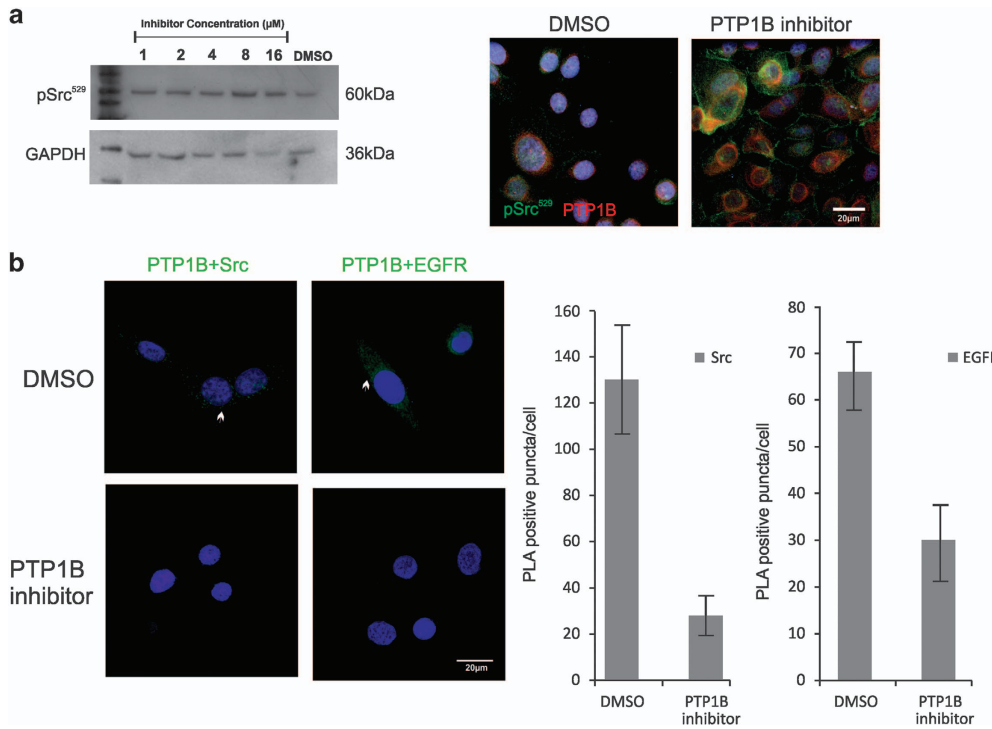 a
Inhibitor Concentration (µM)
1 2 4 8 16 DMSO
pSrc⁵²⁹ 60kDa
GAPDH 36kDa
DMSO PTP1B inhibitor
pSrc⁵²⁹ PTP1B
20µm
b
PTP1B+Src PTP1B+EGFR
DMSO
PTP1B
inhibitor
20µm
PLA positive puncta/cell
160
140
120
100
80
60
40
20
0
Src
DMSO PTP1B
inhibitor
PLA positive puncta/cell
80
70
60
50
40
30
20
10
0
EGF
DMSO PTP1B
inhibitor